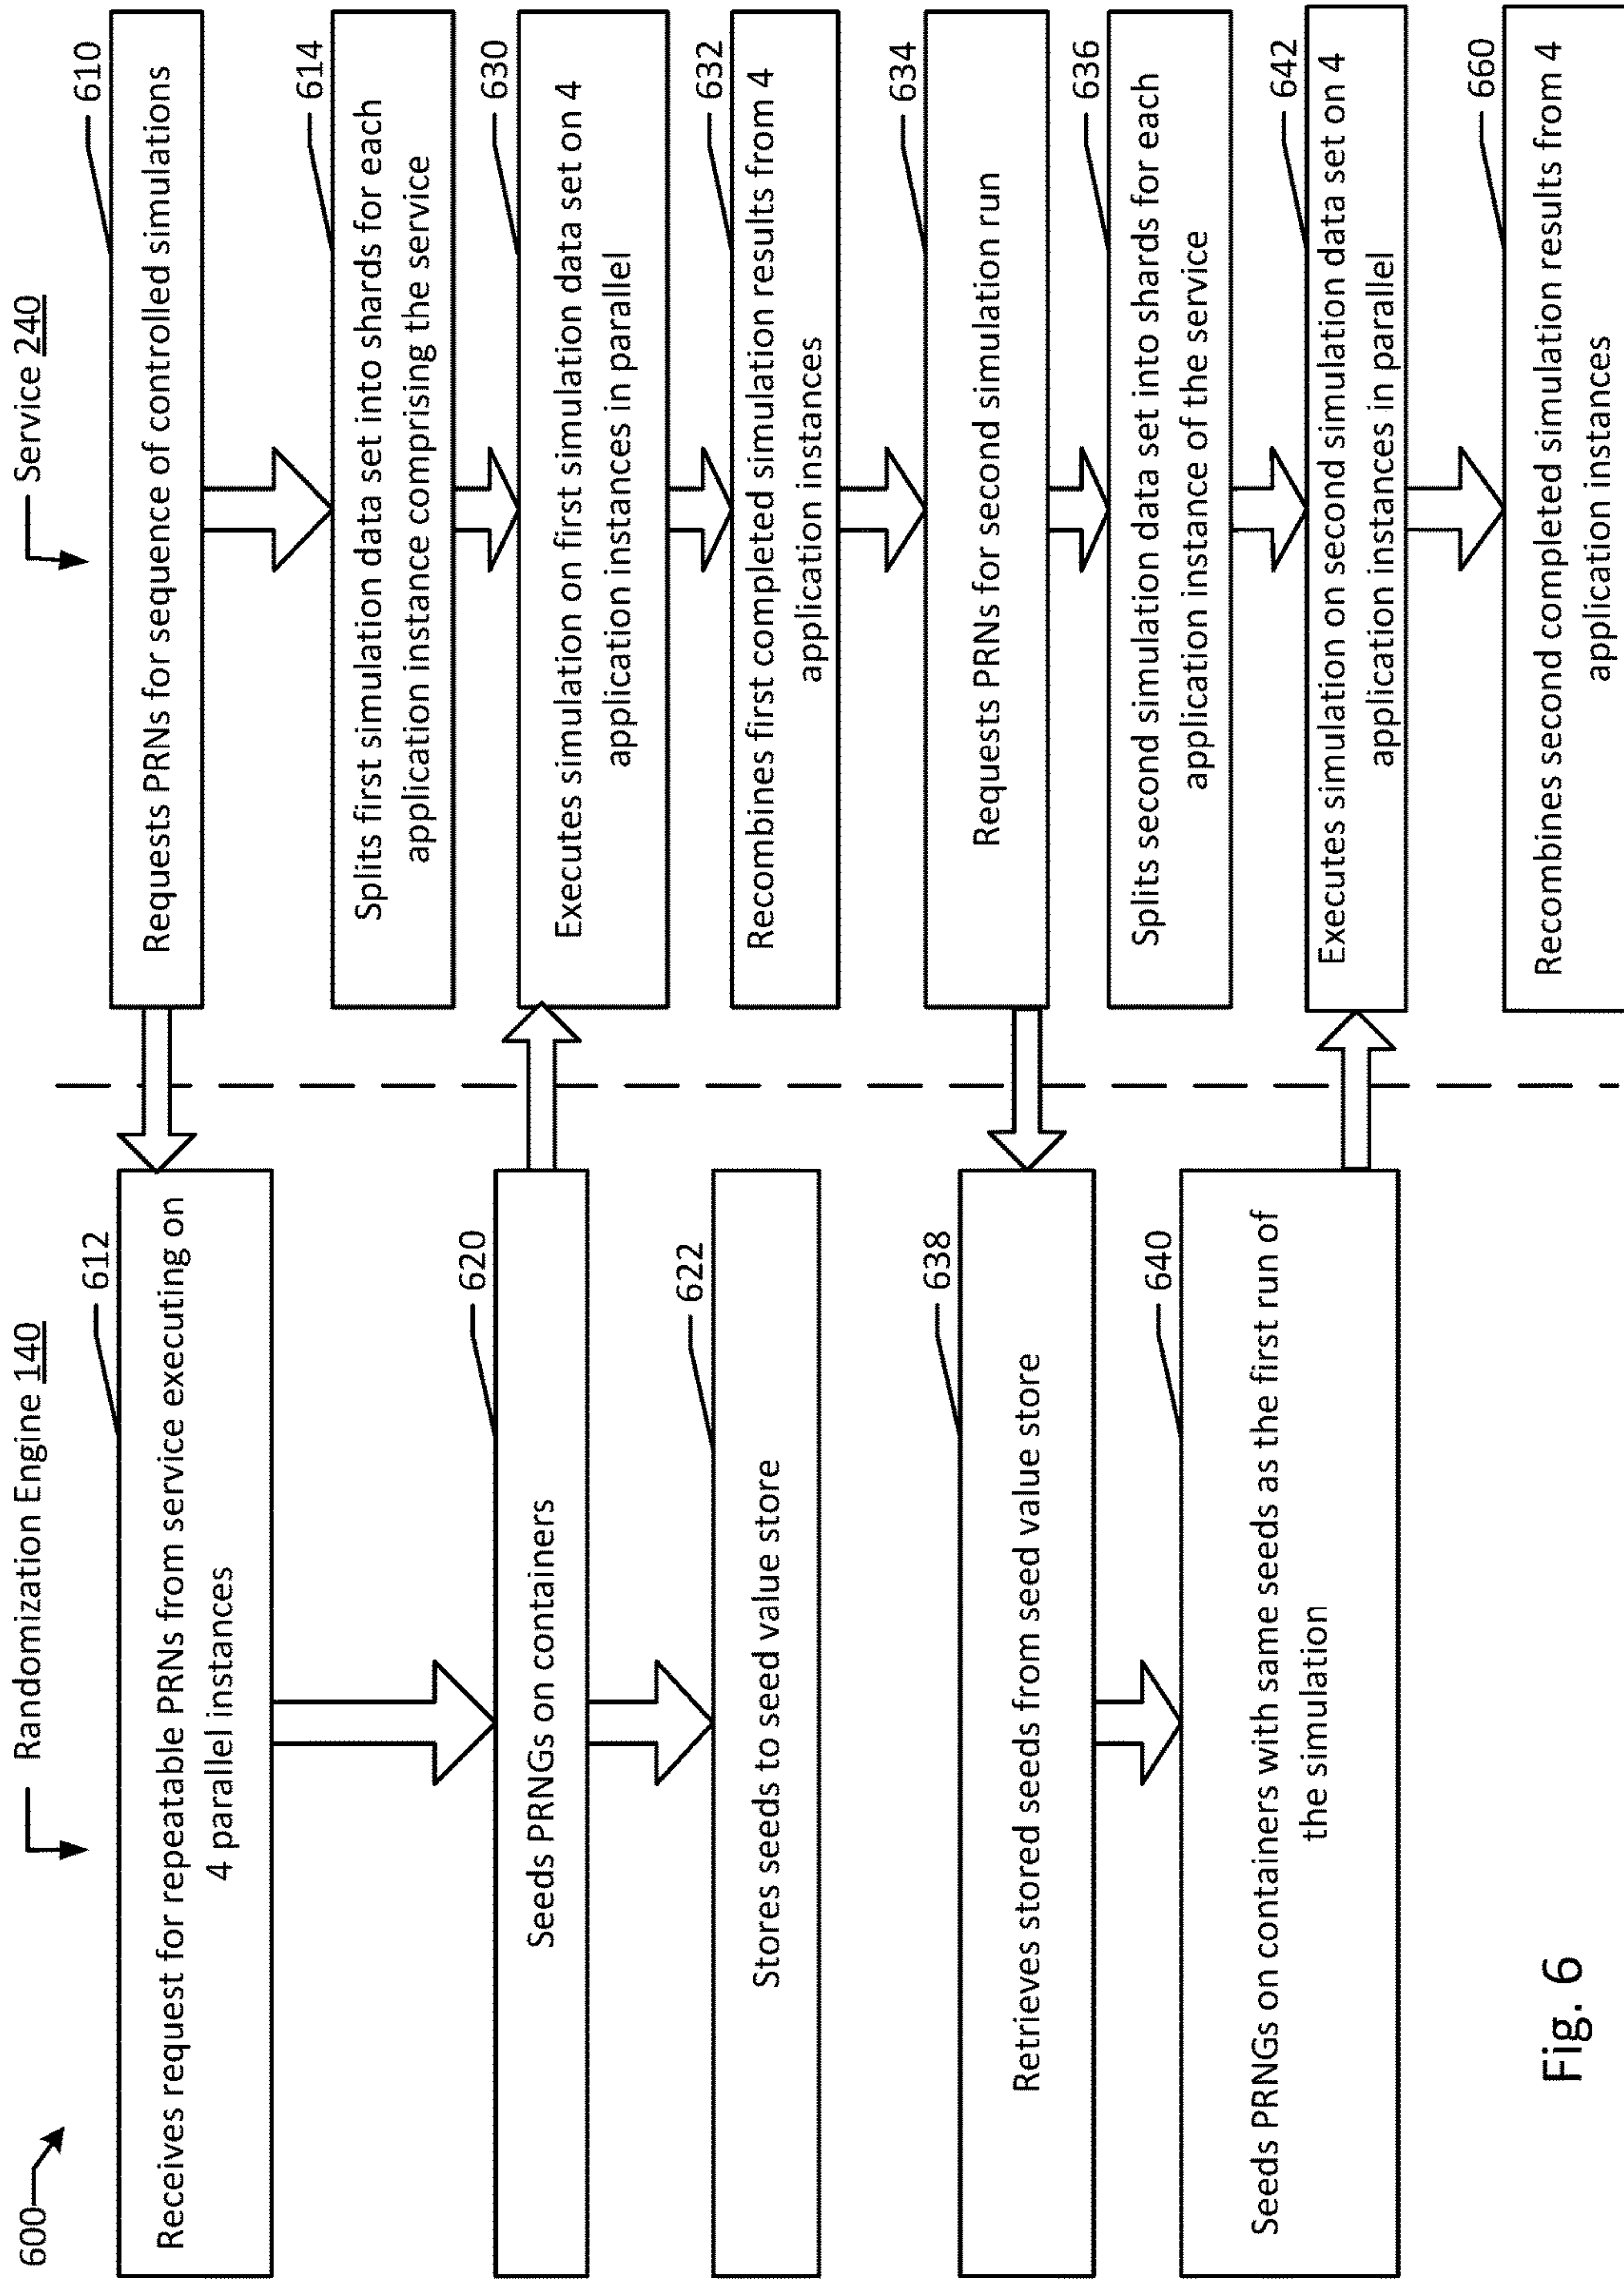 600
Randomization Engine 140
Service 240
610
Requests PRNs for sequence of controlled simulations
612
Receives request for repeatable PRNs from service executing on
4 parallel instances
614
Splits first simulation data set into shards for each
application instance comprising the service
620
Seeds PRNGs on containers
630
Executes simulation on first simulation data set on 4
application instances in parallel
622
Stores seeds to seed value store
632
Recombines first completed simulation results from 4
application instances
634
Requests PRNs for second simulation run
638
Retrieves stored seeds from seed value store
636
Splits second simulation data set into shards for each
application instance of the service
640
Seeds PRNGs on containers with same seeds as the first run of
the simulation
642
Executes simulation on second simulation data set on 4
application instances in parallel
660
Recombines second completed simulation results from 4
application instances
Fig. 6